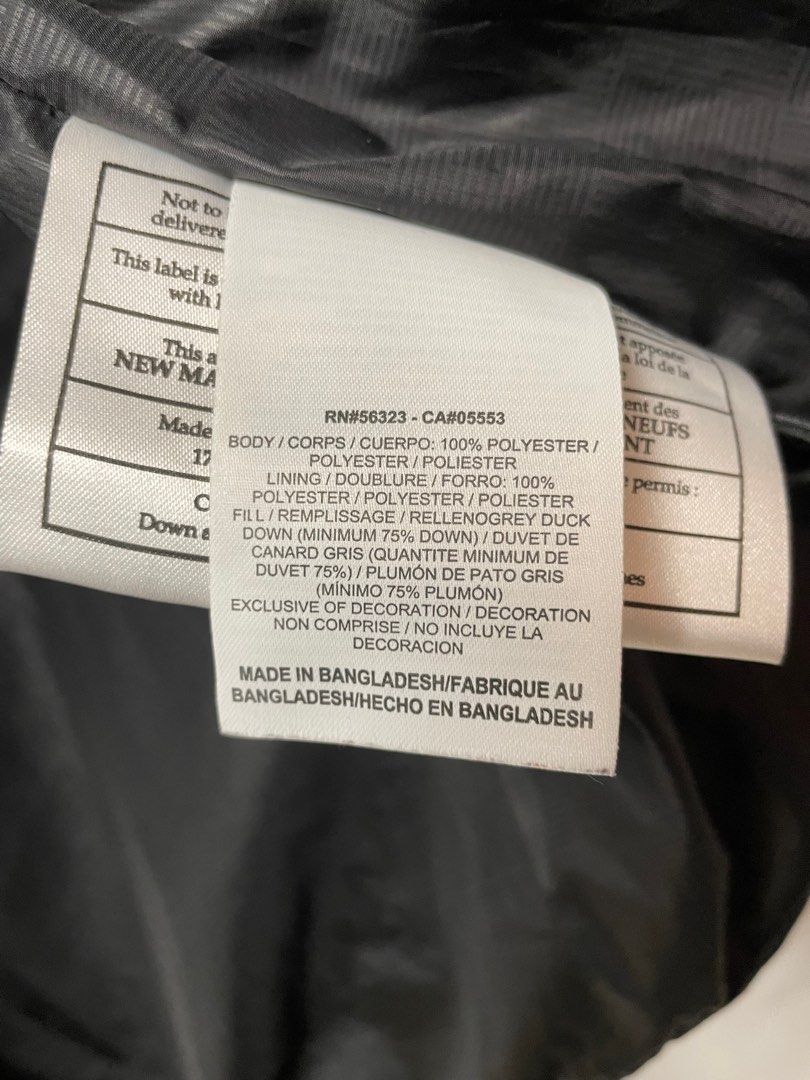 Not to
delivere
This label is
with
This a
NEW MA
Made
17
C
Down a
RN#56323 - CA#05553
BODY / CORPS / CUERPO: 100% POLYESTER /
POLYESTER / POLIESTER
LINING / DOUBLURE / FORRO: 100%
POLYESTER / POLYESTER / POLIESTER
FILL / REMPLISSAGE / RELLENOGREY DUCK
DOWN (MINIMUM 75% DOWN) / DUVET DE
CANARD GRIS (QUANTITE MINIMUM DE
DUVET 75%) / PLUMÓN DE PATO GRIS
(MÍNIMO 75% PLUMÓN)
EXCLUSIVE OF DECORATION / DECORATION
NON COMPRISE / NO INCLUYE LA
DECORACION
MADE IN BANGLADESH/FABRIQUE AU
BANGLADESH/HECHO EN BANGLADESH
t apposée
a loi de la
ent des
NEUFS
NT
permis :
es